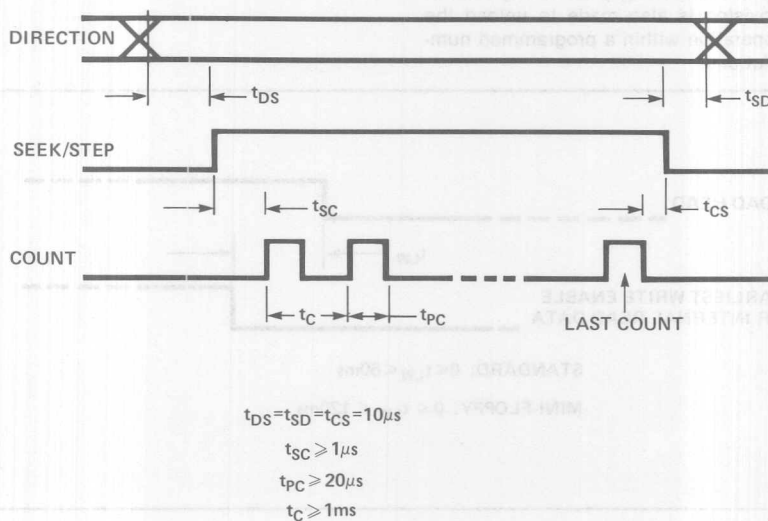 DIRECTION
tDS
tSD
SEEK/STEP
tSC
tCS
COUNT
tC
tPC
LAST COUNT
tDS=tSD=tCS=10μs
tSC⩾1μs
tPC⩾20μs
tC⩾1ms